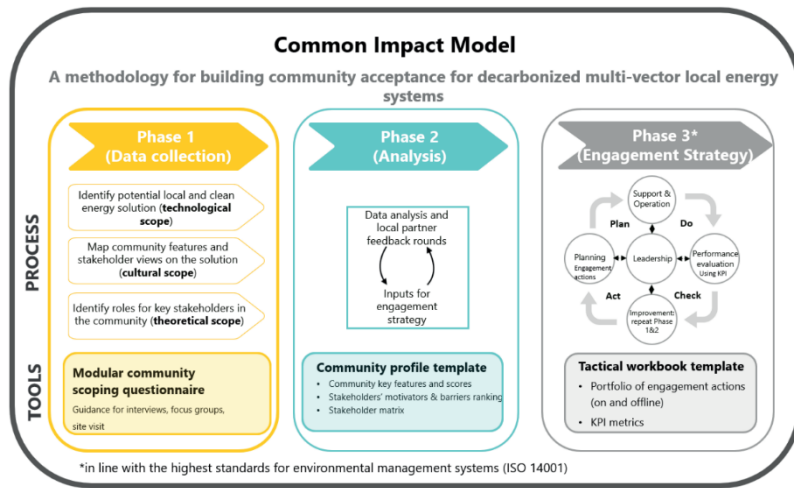 Common Impact Model
A methodology for building community acceptance for decarbonized multi-vector local energy
systems
PROCESS
TOOLS
Phase 1
(Data collection)
Identify potential local and clean
energy solution (technological
scope)
Map community features and
stakeholder views on the solution
(cultural scope)
Identify roles for key stakeholders in
the community (theoretical scope)
Modular community
scoping questionnaire
Guidance for interviews, focus groups,
site visit
Phase 2
(Analysis)
Data analysis and
local partner
feedback rounds
Inputs for
engagement
strategy
Community profile template
• Community key features and scores
• Stakeholders' motivators & barriers ranking
• Stakeholder matrix
Phase 3*
(Engagement Strategy)
Support &
Operation
Plan
Do
Planning
Engagement
actions
Leadership
Performance
evaluation
Using KPI
Act
Check
Improvement:
repeat Phase
1&2
Tactical workbook template
• Portfolio of engagement actions
(on and offline)
• KPI metrics
*in line with the highest standards for environmental management systems (ISO 14001)